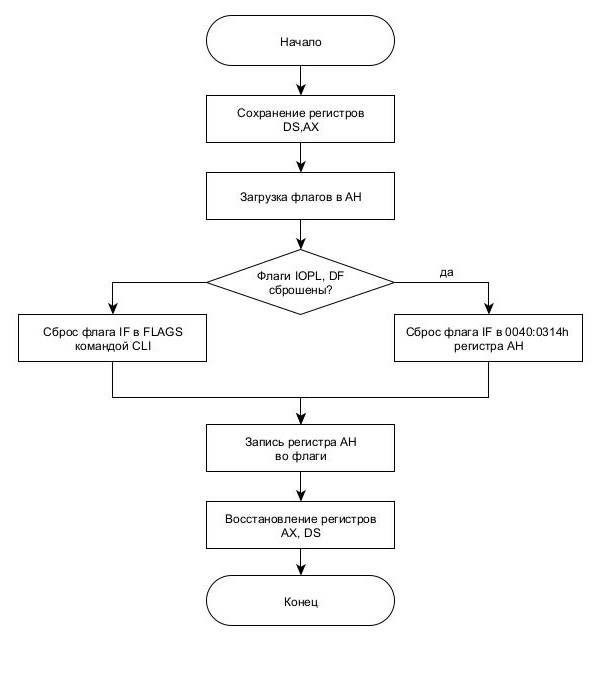 Начало
Сохранение регистров
DS,AX
Загрузка флагов в AH
Флаги IOPL, DF
сброшены?
да
Сброс флага IF в FLAGS
командой CLI
Сброс флага IF в 0040:0314h
регистра AH
Запись регистра AH
во флаги
Восстановление регистров
AX, DS
Конец